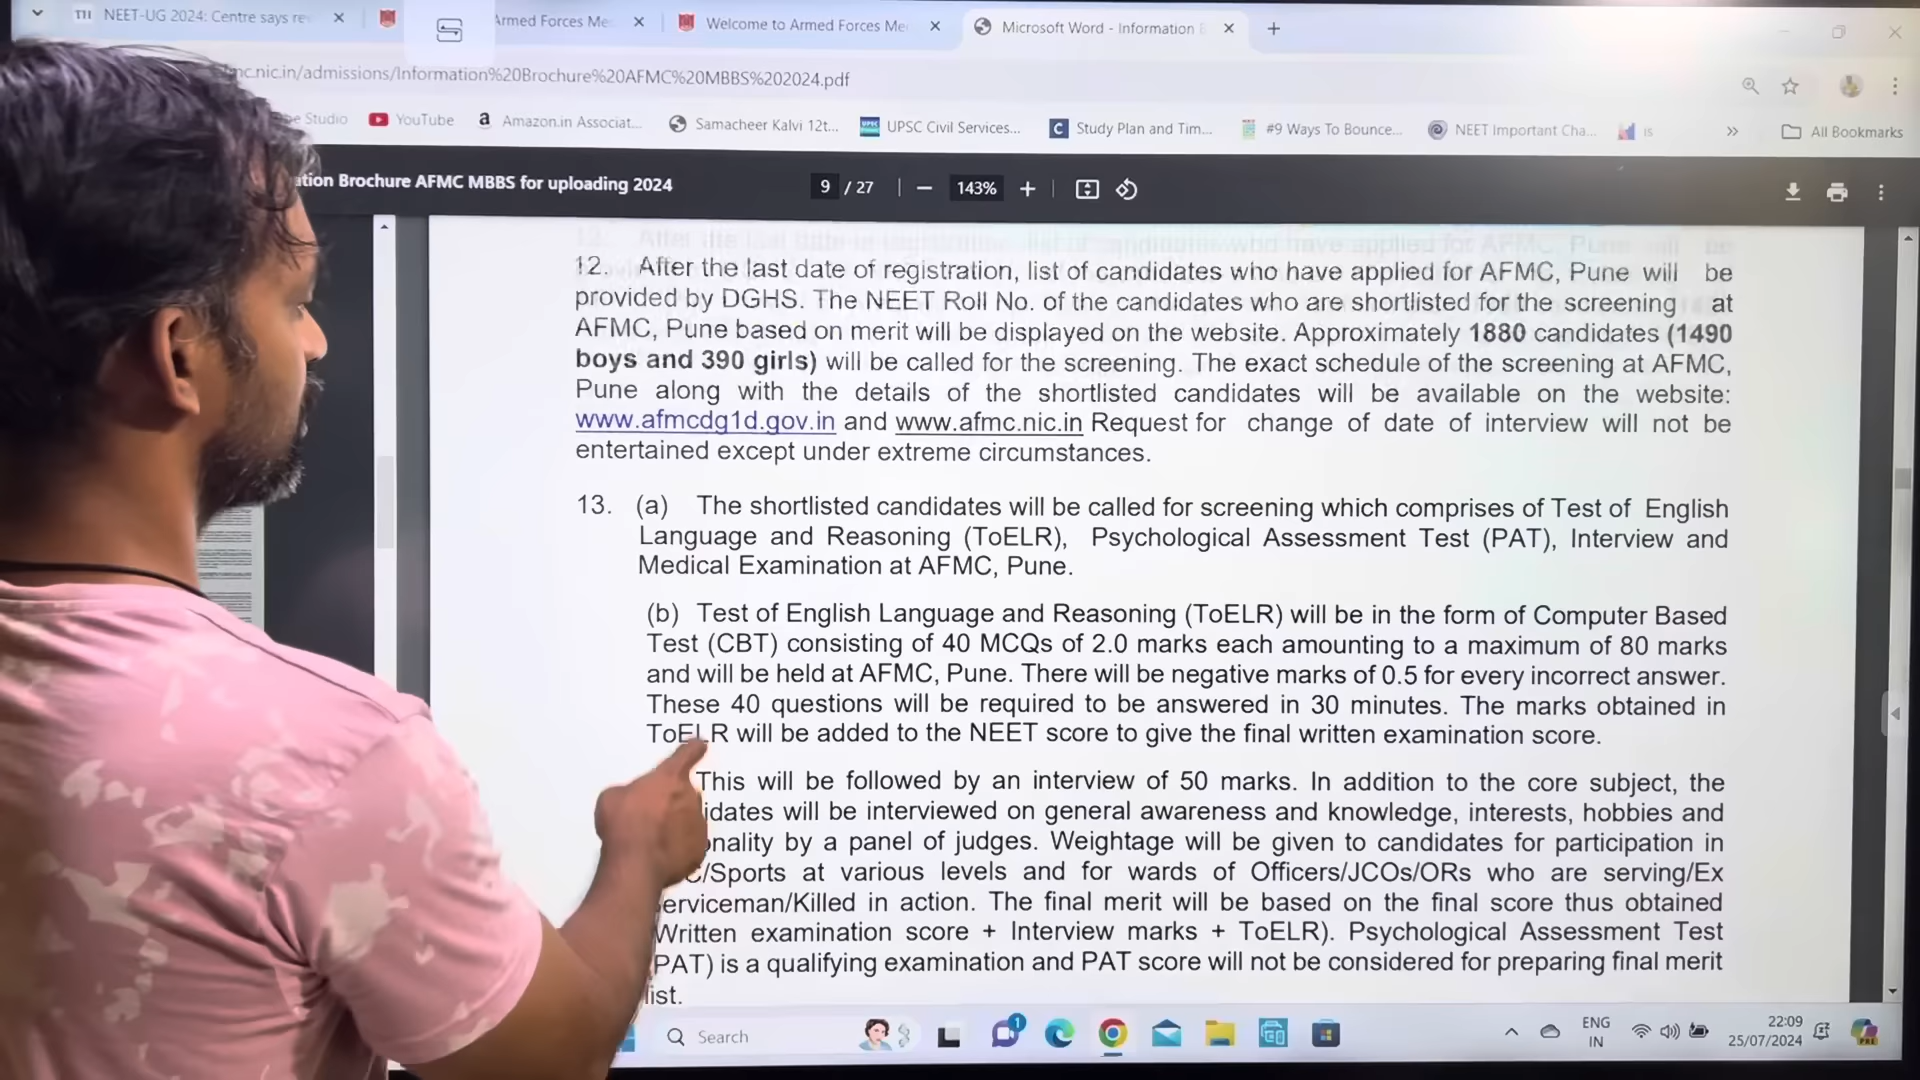 NEET-UG 2024: Centre says re
Armed Forces Me
Welcome to Armed Forces Me
Microsoft Word - Information B
mc.nic.in/admissions/Information%20Brochure%20AFMC%20MBBS%202024.pdf
be Studio
YouTube
Amazon.in Associat...
Samacheer Kalvi 12t...
UPSC Civil Services...
Study Plan and Tim...
#9 Ways To Bounce...
NEET Important Cha...
is
All Bookmarks
ation Brochure AFMC MBBS for uploading 2024
9 / 27
143%
12. After the last date of registration, list of candidates who have applied for AFMC, Pune will be
provided by DGHS. The NEET Roll No. of the candidates who are shortlisted for the screening at
AFMC, Pune based on merit will be displayed on the website. Approximately 1880 candidates (1490
boys and 390 girls) will be called for the screening. The exact schedule of the screening at AFMC,
Pune along with the details of the shortlisted candidates will be available on the website:
www.afmcdg1d.gov.in and www.afmc.nic.in Request for change of date of interview will not be
entertained except under extreme circumstances.
13. (a) The shortlisted candidates will be called for screening which comprises of Test of English
Language and Reasoning (ToELR), Psychological Assessment Test (PAT), Interview and
Medical Examination at AFMC, Pune.
(b) Test of English Language and Reasoning (ToELR) will be in the form of Computer Based
Test (CBT) consisting of 40 MCQs of 2.0 marks each amounting to a maximum of 80 marks
and will be held at AFMC, Pune. There will be negative marks of 0.5 for every incorrect answer.
These 40 questions will be required to be answered in 30 minutes. The marks obtained in
ToELR will be added to the NEET score to give the final written examination score.
This will be followed by an interview of 50 marks. In addition to the core subject, the
idates will be interviewed on general awareness and knowledge, interests, hobbies and
onality by a panel of judges. Weightage will be given to candidates for participation in
C/Sports at various levels and for wards of Officers/JCOs/ORs who are serving/Ex
erviceman/Killed in action. The final merit will be based on the final score thus obtained
Written examination score + Interview marks + ToELR). Psychological Assessment Test
PAT) is a qualifying examination and PAT score will not be considered for preparing final merit
list.
Search
1
ENG
IN
22:09
25/07/2024